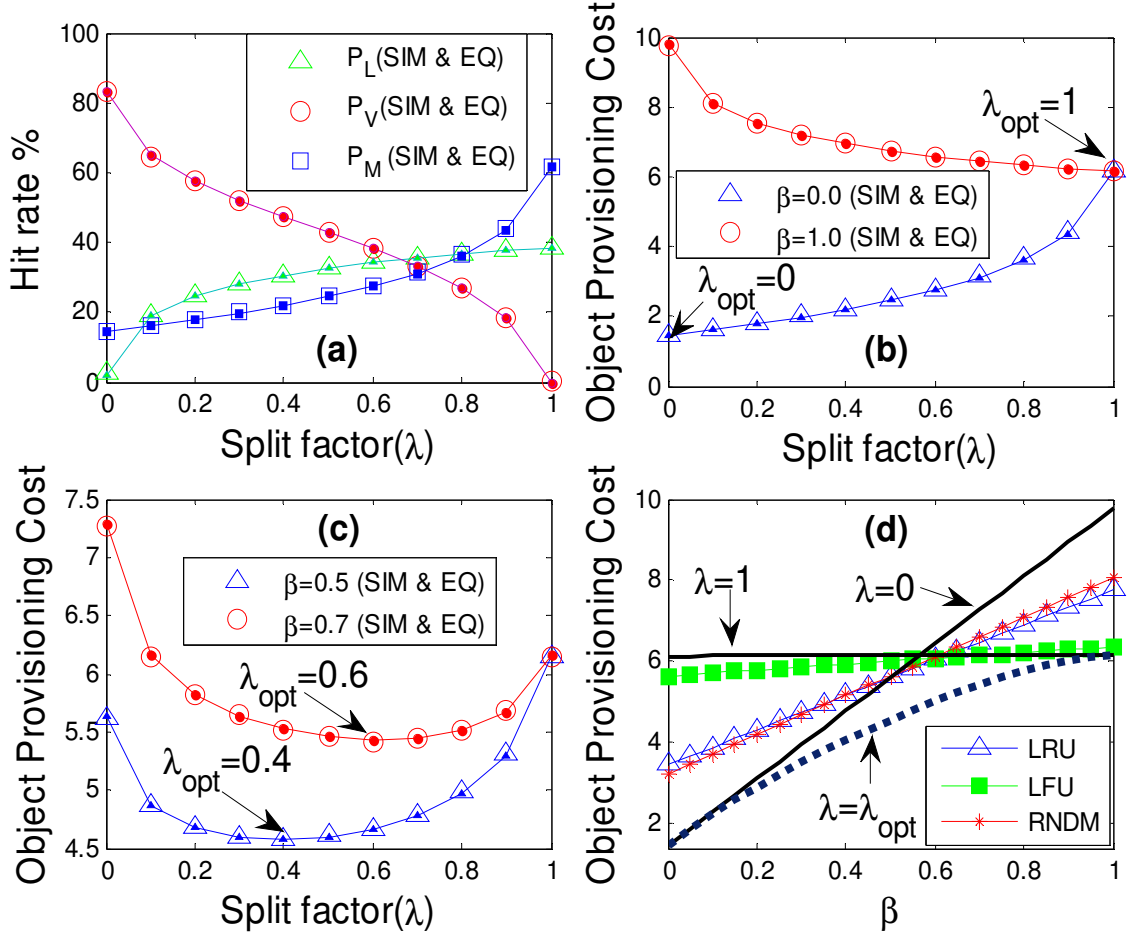 Hit rate %
100
80
60
40
20
0
P_L(SIM & EQ)
P_V(SIM & EQ)
P_M (SIM & EQ)
(a)
0 0.2 0.4 0.6 0.8 1
Split factor(λ)
Object Provisioning Cost
10
8
6
4
2
0
λ_opt=1
β=0.0 (SIM & EQ)
β=1.0 (SIM & EQ)
λ_opt=0
(b)
0 0.2 0.4 0.6 0.8 1
Split factor(λ)
Object Provisioning Cost
7.5
7
6.5
6
5.5
5
4.5
(c)
β=0.5 (SIM & EQ)
β=0.7 (SIM & EQ)
λ_opt=0.6
λ_opt=0.4
0 0.2 0.4 0.6 0.8 1
Split factor(λ)
Object Provisioning Cost
10
8
6
4
2
(d)
λ=1
λ=0
λ=λ_opt
LRU
LFU
RNDM
0 0.2 0.4 0.6 0.8 1
β